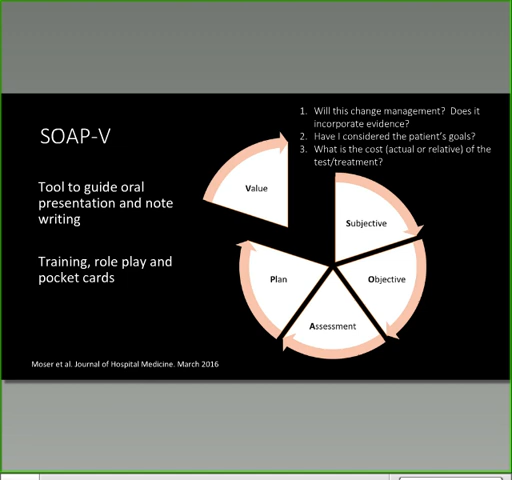 SOAP-V
Tool to guide oral
presentation and note
writing
Training, role play and
pocket cards
1. Will this change management? Does it
incorporate evidence?
2. Have I considered the patient's goals?
3. What is the cost (actual or relative) of the
test/treatment?
Value
Subjective
Objective
Assessment
Plan
Moser et al. Journal of Hospital Medicine. March 2016